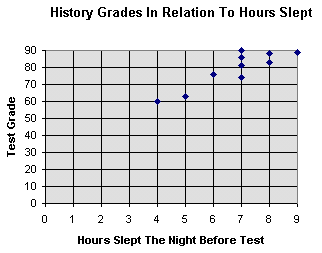 History Grades In Relation To Hours Slept
90
80
70
60
50
40
30
20
10
0
Test Grade
0 1 2 3 4 5 6 7 8 9
Hours Slept The Night Before Test